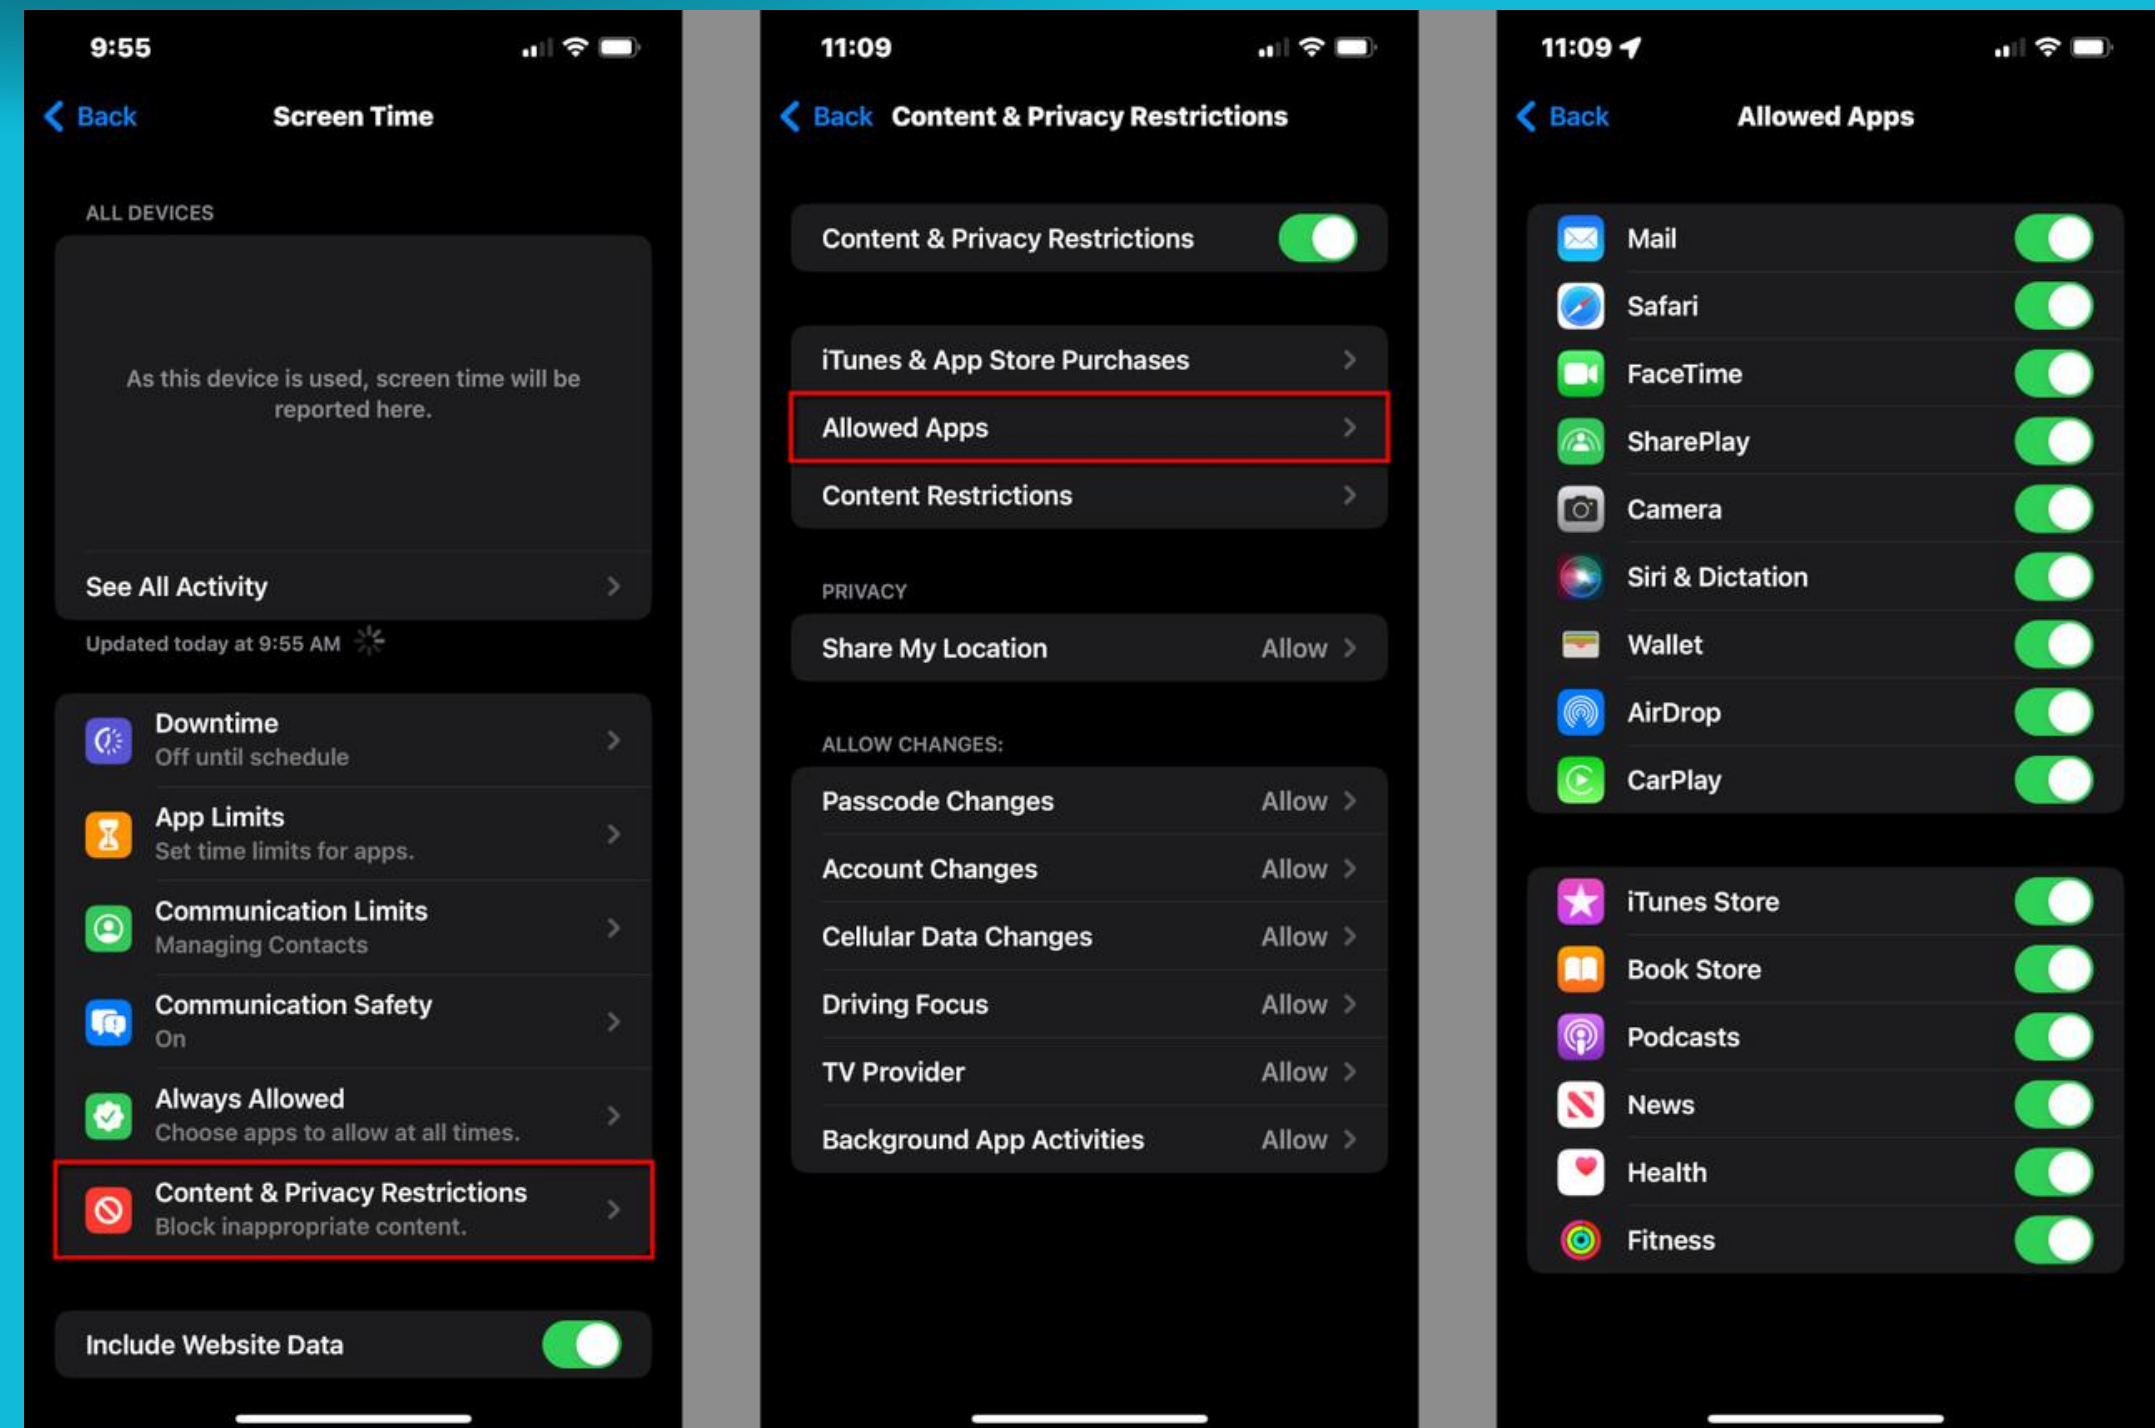 9:55
Back
Screen Time
ALL DEVICES
As this device is used, screen time will be
reported here.
See All Activity
Updated today at 9:55 AM
Downtime
Off until schedule
App Limits
Set time limits for apps.
Communication Limits
Managing Contacts
Communication Safety
On
Always Allowed
Choose apps to allow at all times.
Content & Privacy Restrictions
Block inappropriate content.
Include Website Data
11:09
Back
Content & Privacy Restrictions
Content & Privacy Restrictions
iTunes & App Store Purchases
Allowed Apps
Content Restrictions
PRIVACY
Share My Location Allow
ALLOW CHANGES:
Passcode Changes Allow
Account Changes Allow
Cellular Data Changes Allow
Driving Focus Allow
TV Provider Allow
Background App Activities Allow
11:09
Back
Allowed Apps
Mail
Safari
FaceTime
SharePlay
Camera
Siri & Dictation
Wallet
AirDrop
CarPlay
iTunes Store
Book Store
Podcasts
News
Health
Fitness